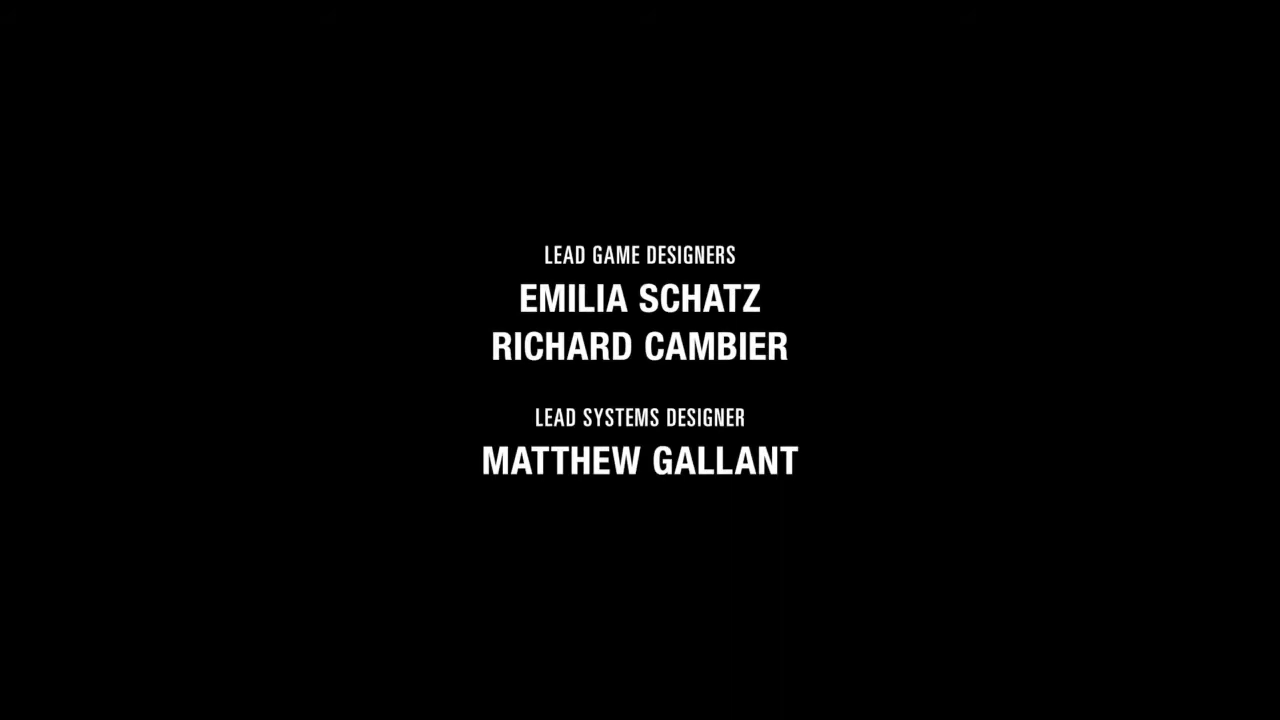 LEAD GAME DESIGNERS
EMILIA SCHATZ
RICHARD CAMBIER
LEAD SYSTEMS DESIGNER
MATTHEW GALLANT